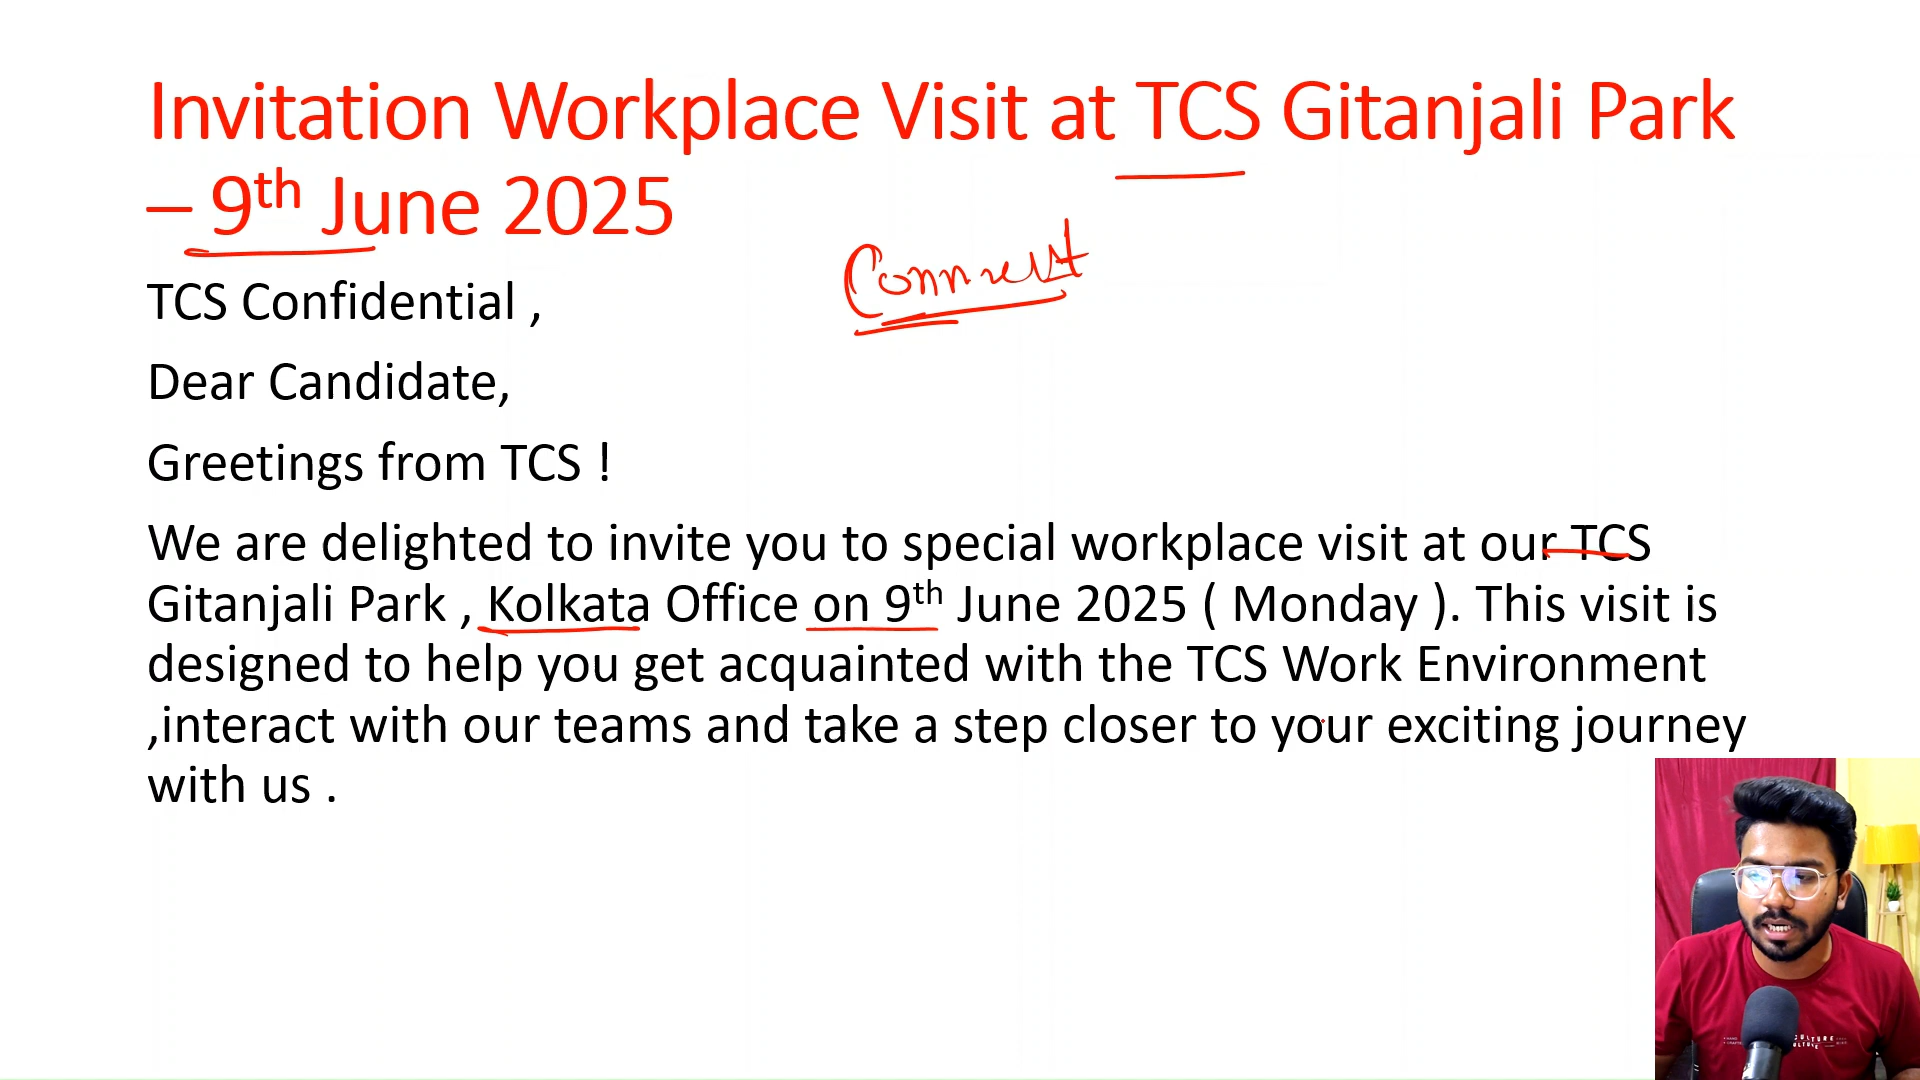 Invitation Workplace Visit at TCS Gitanjali Park
– 9th June 2025
Comment
TCS Confidential ,
Dear Candidate,
Greetings from TCS !
We are delighted to invite you to special workplace visit at our TCS
Gitanjali Park , Kolkata Office on 9th June 2025 ( Monday ). This visit is
designed to help you get acquainted with the TCS Work Environment
,interact with our teams and take a step closer to your exciting journey
with us .